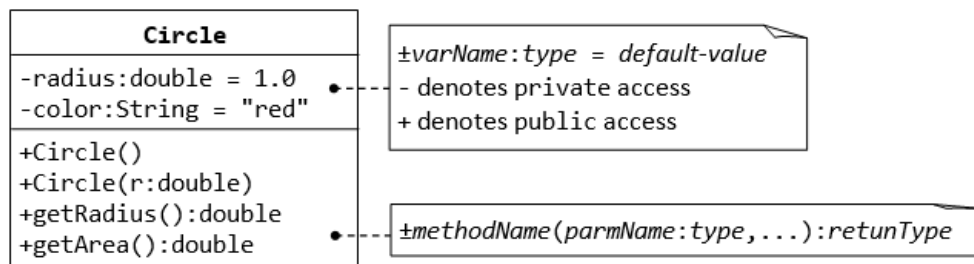 Circle
-radius:double = 1.0
-color:String = "red"
+Circle()
+Circle(r:double)
+getRadius():double
+getArea():double
±varName:type = default-value
- denotes private access
+ denotes public access
±methodName(parmName:type,...):retunType